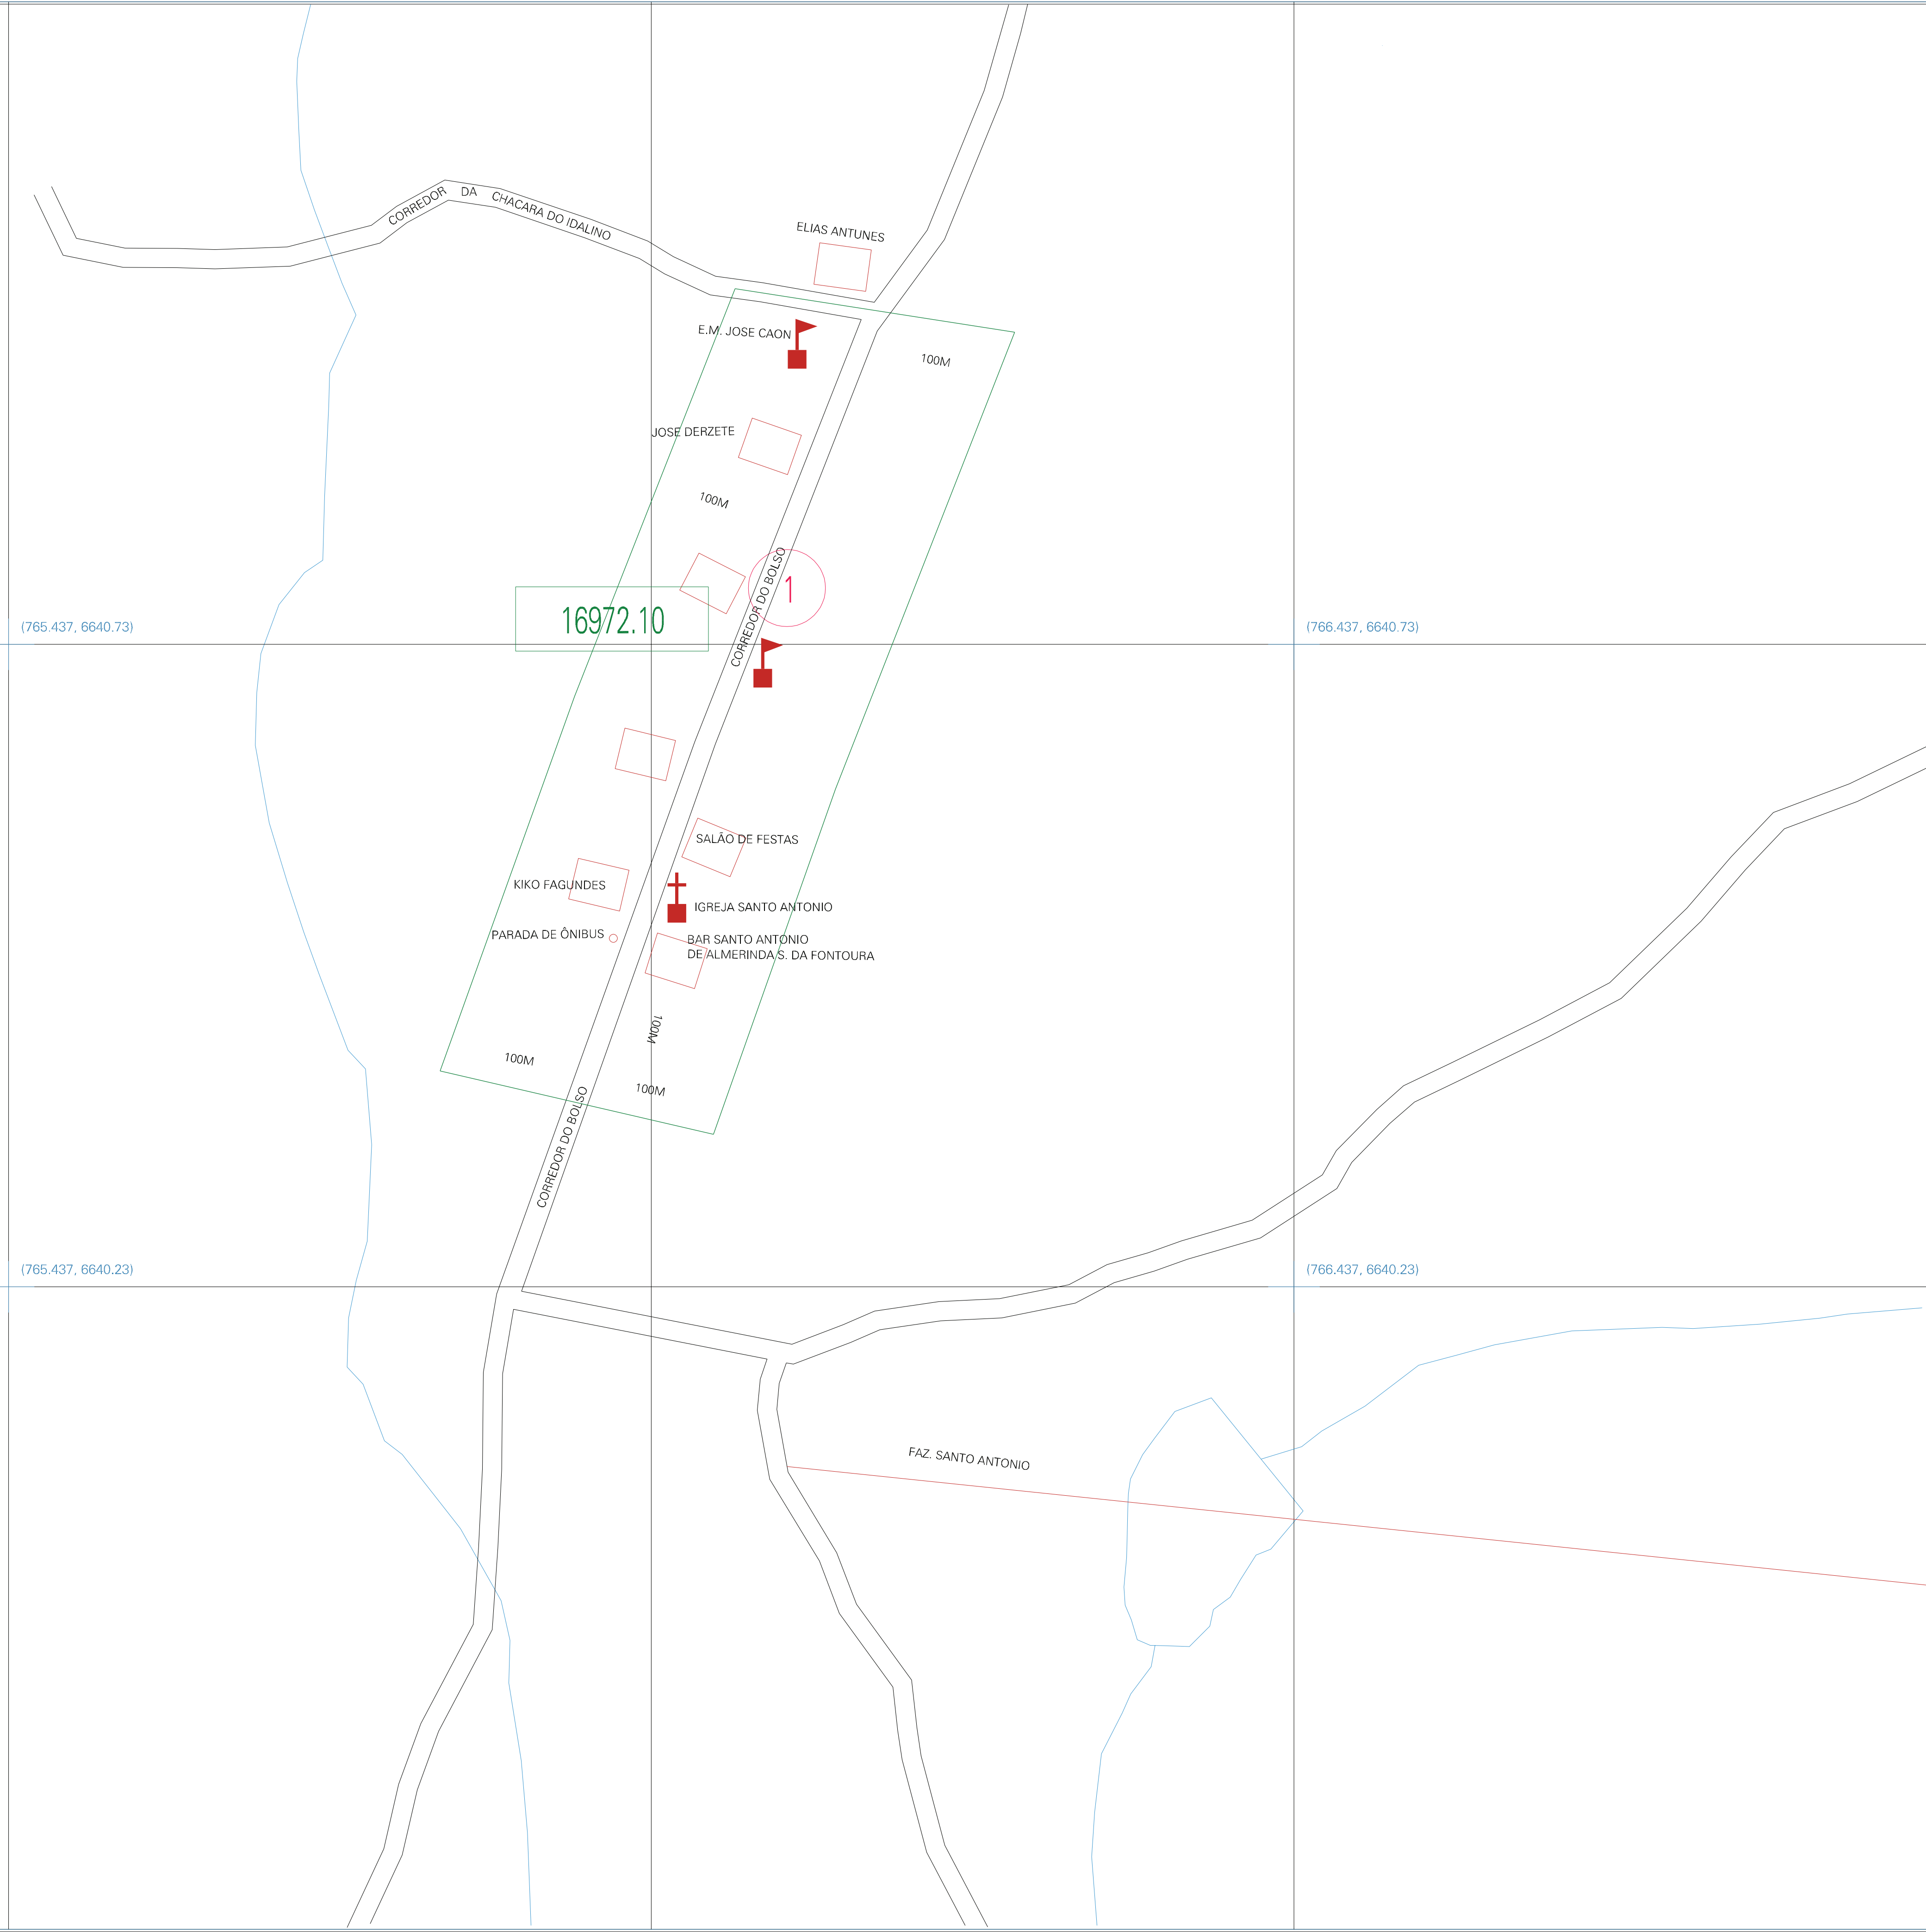 CORREDOR DA CHACARA DO IDALINO
ELIAS ANTUNES
E.M. JOSE CAON
100M
JOSE DERZETE
100M
CORREDOR DO BOLSO
1
16972.10
(765.437, 6640.73)
(766.437, 6640.73)
SALÃO DE FESTAS
KIKO FAGUNDES
IGREJA SANTO ANTONIO
PARADA DE ÔNIBUS
BAR SANTO ANTONIO
DE ALMERINDA S. DA FONTOURA
100M
100M
100M
CORREDOR DO BOLSO
(765.437, 6640.23)
(766.437, 6640.23)
FAZ. SANTO ANTONIO